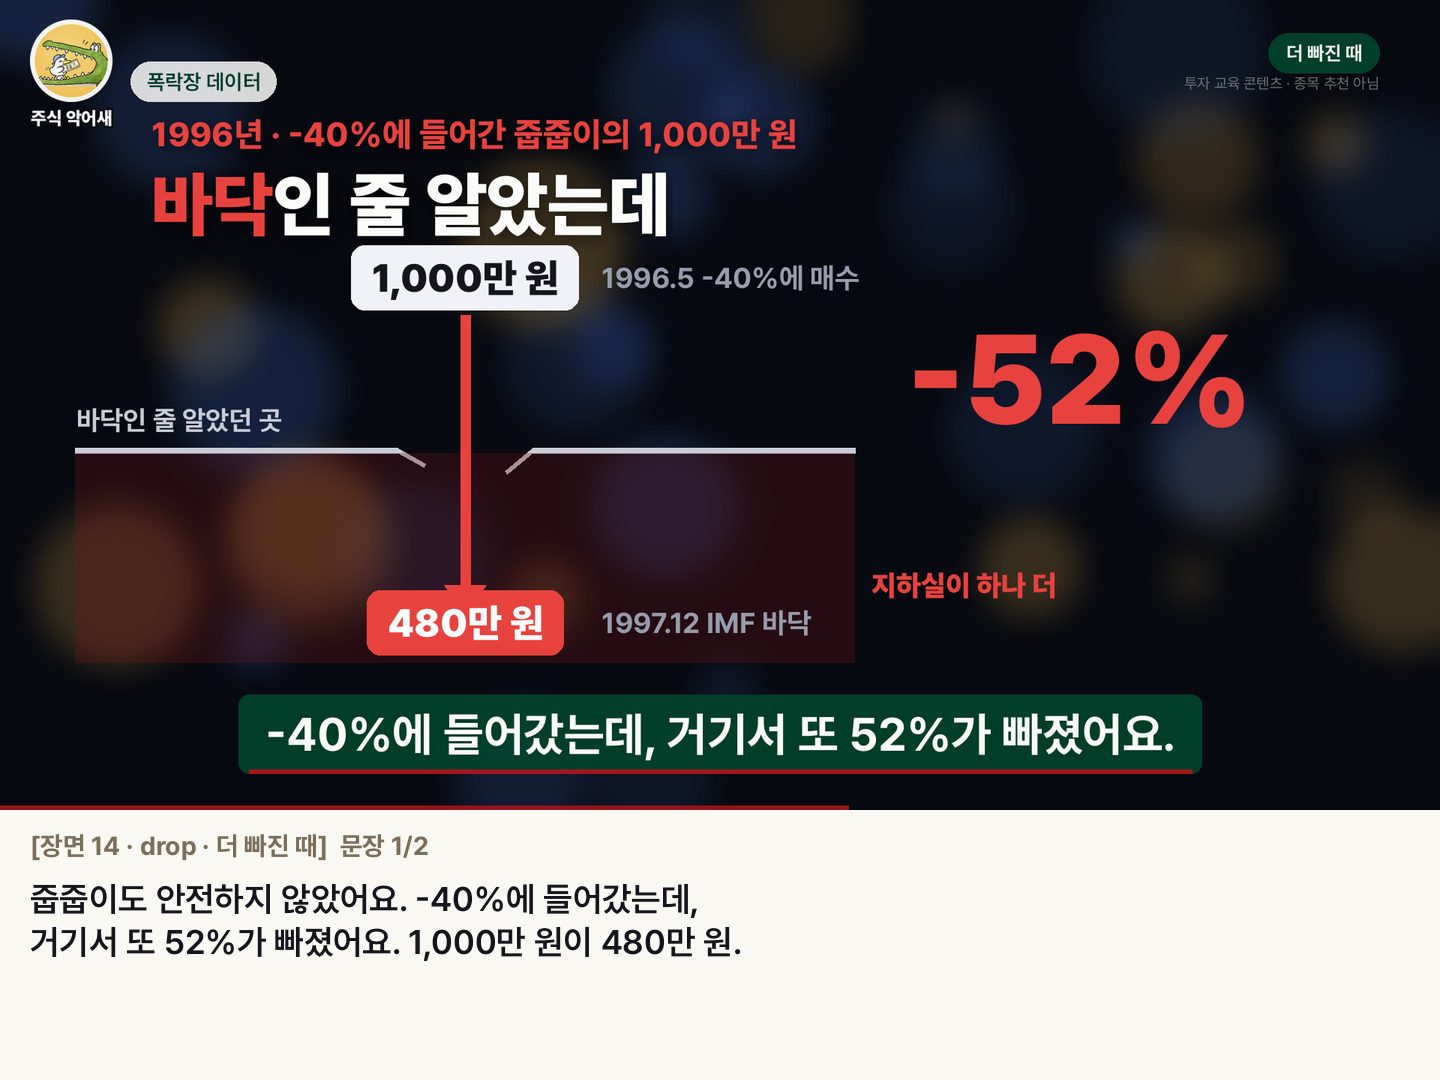 주식 악어새
폭락장 데이터
더 빠진 때
투자 교육 콘텐츠 · 종목 추천 아님
1996년 · -40%에 들어간 줍줍이의 1,000만 원
바닥인 줄 알았는데
1,000만 원
1996.5 -40%에 매수
-52%
바닥인 줄 알았던 곳
지하실이 하나 더
480만 원
1997.12 IMF 바닥
-40%에 들어갔는데, 거기서 또 52%가 빠졌어요.
[장면 14 · drop · 더 빠진 때] 문장 1/2
줍줍이도 안전하지 않았어요. -40%에 들어갔는데,
거기서 또 52%가 빠졌어요. 1,000만 원이 480만 원.